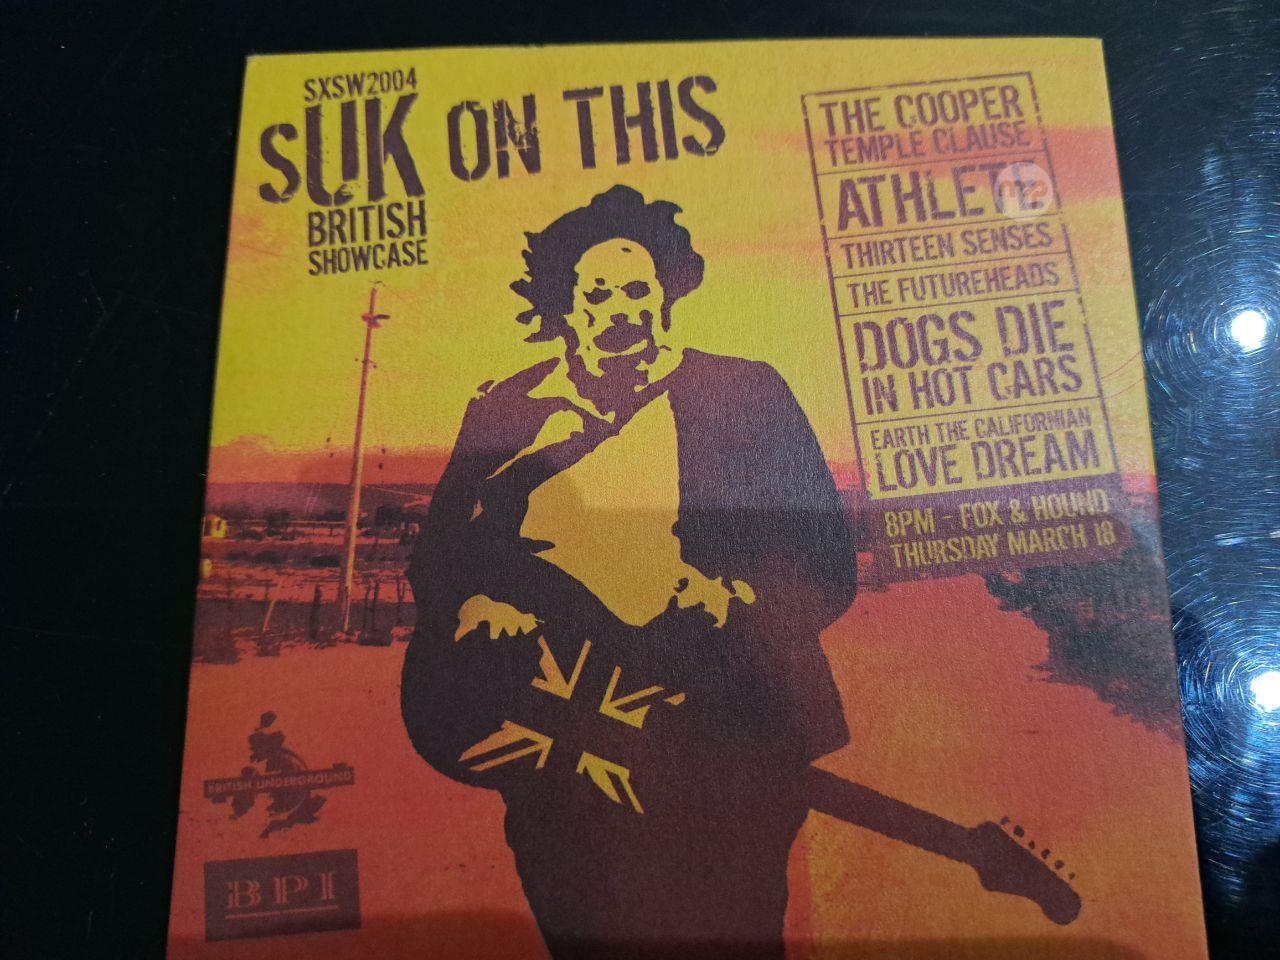 SXSW2004
SUK ON THIS
BRITISH
SHOWCASE
THE COOPER
TEMPLE CLAUSE
ATHLETE
THIRTEEN SENSES
THE FUTUREHEADS
DOGS DIE
IN HOT CARS
EARTH THE CALIFORNIAN
LOVE DREAM
8PM - FOX & HOUND
THURSDAY MARCH 18
BRITISH UNDERGROUND
BPI